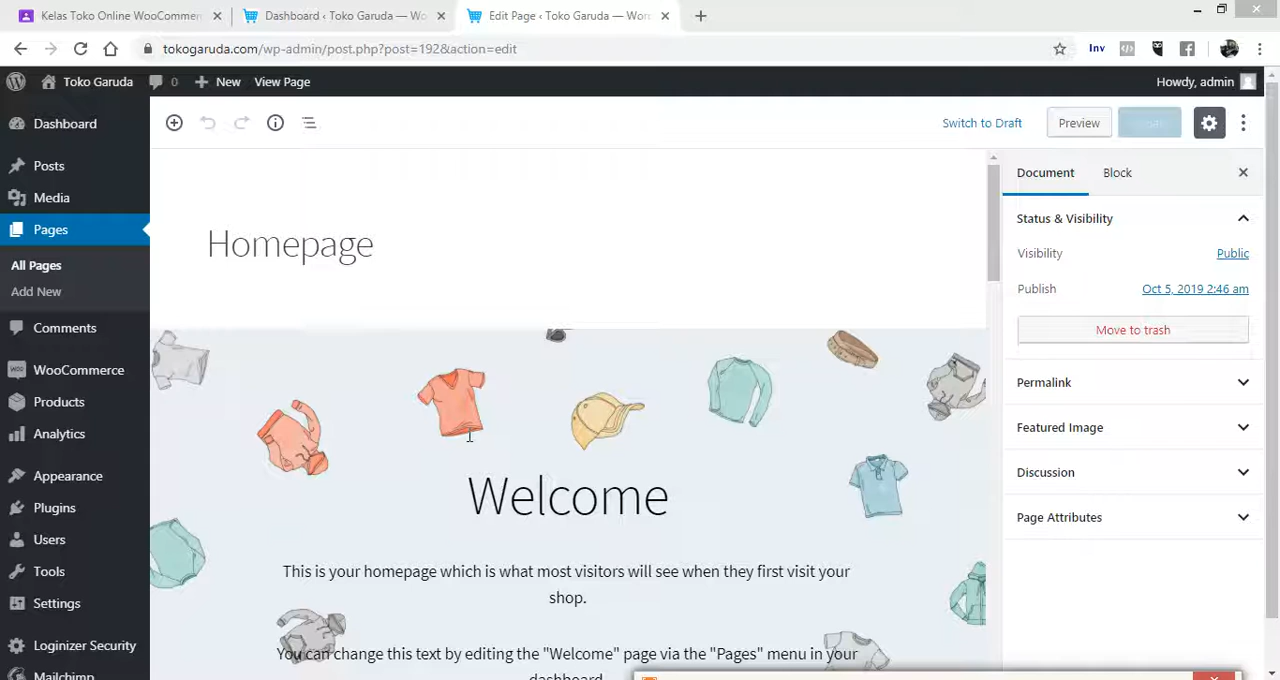 Kelas Toko Online WooCommer
Dashboard ‹ Toko Garuda — Wo
Edit Page ‹ Toko Garuda — Wor
tokogaruda.com/wp-admin/post.php?post=192&action=edit
Inv
Toko Garuda
0
New
View Page
Howdy, admin
Dashboard
Posts
Media
Pages
All Pages
Add New
Comments
WooCommerce
Products
Analytics
Appearance
Plugins
Users
Tools
Settings
Loginizer Security
Mailchimp
Switch to Draft
Preview
Homepage
Welcome
This is your homepage which is what most visitors will see when they first visit your
shop.
You can change this text by editing the "Welcome" page via the "Pages" menu in your
dashboard.
Document
Block
Status & Visibility
Visibility
Public
Publish
Oct 5, 2019 2:46 am
Move to trash
Permalink
Featured Image
Discussion
Page Attributes